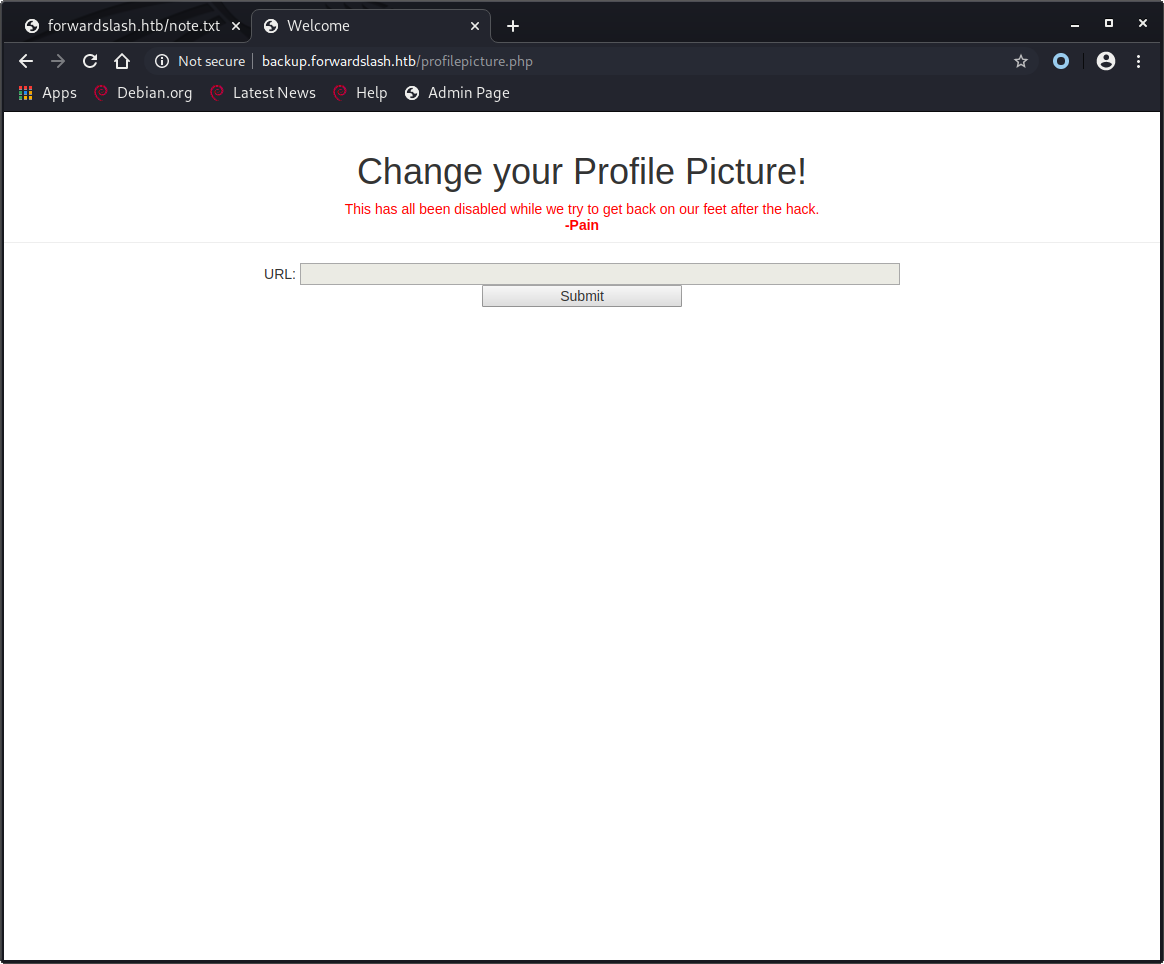 forwardslash.htb/note.txt Welcome
Not secure backup.forwardslash.htb/profilepicture.php
Apps Debian.org Latest News Help Admin Page
Change your Profile Picture!
This has all been disabled while we try to get back on our feet after the hack.
-Pain
URL:
Submit